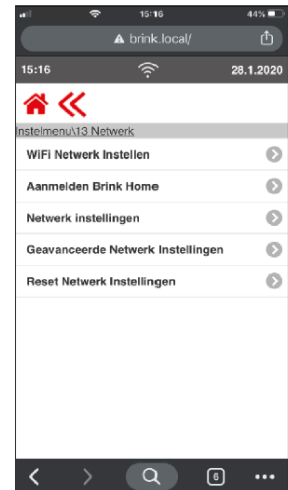 15:16
44%
brink.local/
15:16
28.1.2020
Instelmenu\13 Netwerk
WiFi Netwerk Instellen
Aanmelden Brink Home
Netwerk instellingen
Geavanceerde Netwerk Instellingen
Reset Netwerk Instellingen
6